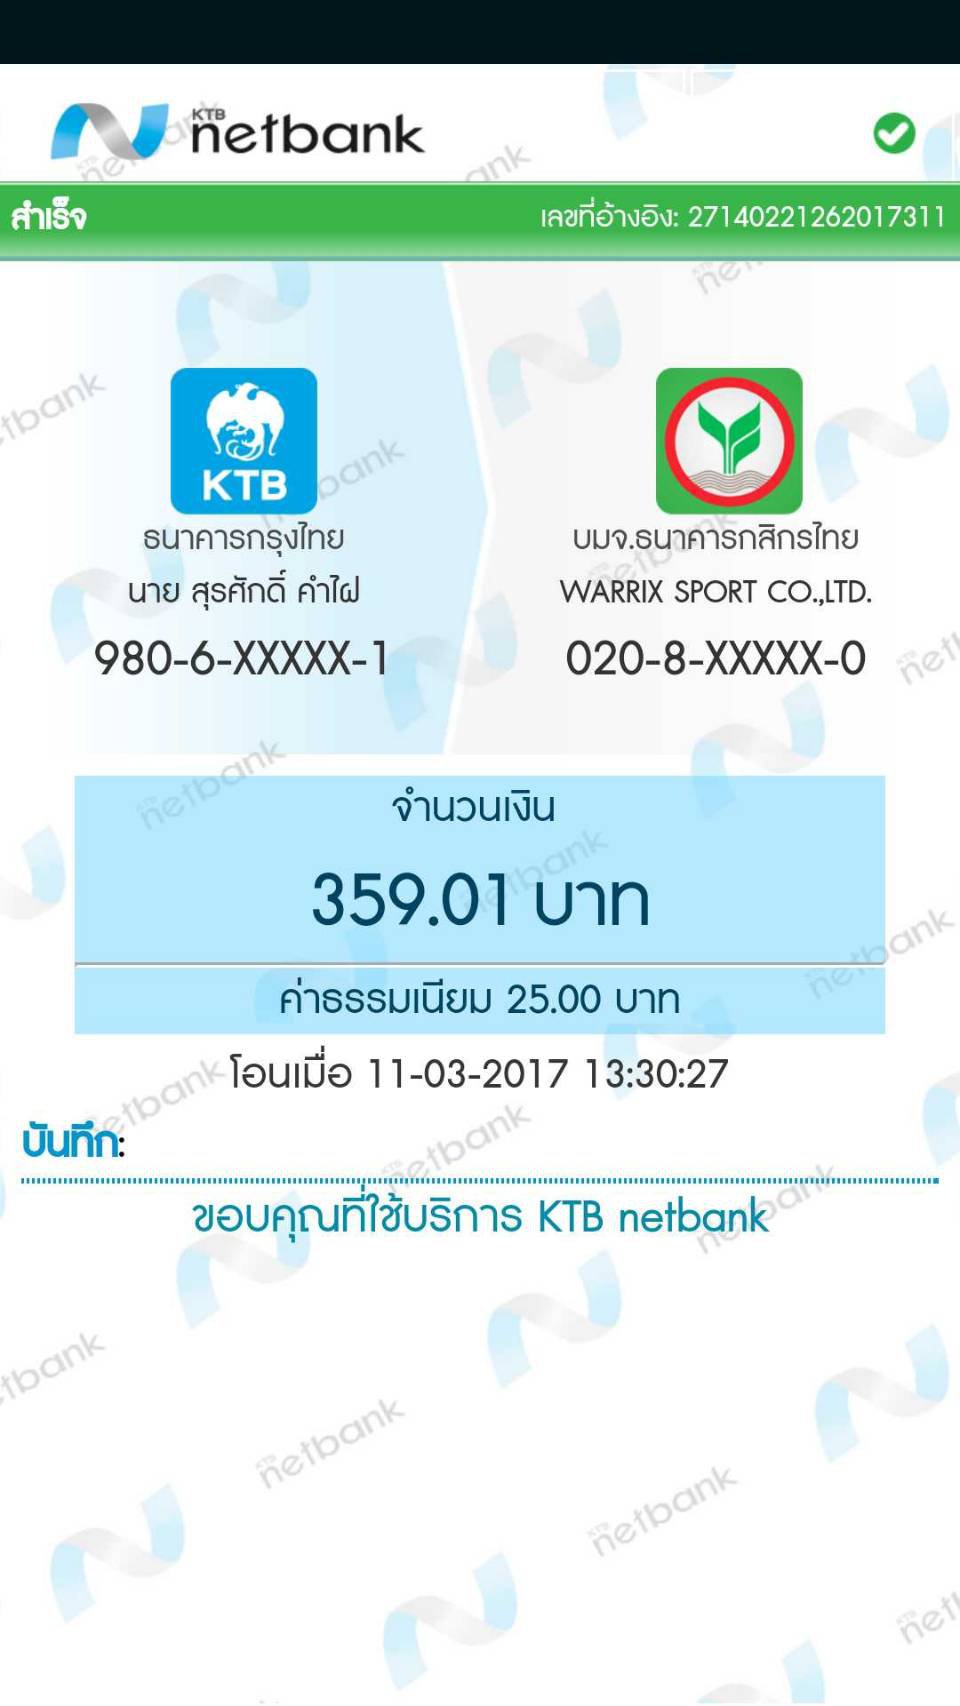 KTB
netbank
สำเร็จ
เลขที่อ้างอิง: 27140221262017311
KTB
ธนาคารกรุงไทย
นาย สุรศักดิ์ คำไฝ
980-6-XXXXX-1
บมจ.ธนาคารกสิกรไทย
WARRIX SPORT CO.,LTD.
020-8-XXXXX-0
จำนวนเงิน
359.01 บาท
ค่าธรรมเนียม 25.00 บาท
โอนเมื่อ 11-03-2017 13:30:27
บันทึก:
ขอบคุณที่ใช้บริการ KTB netbank